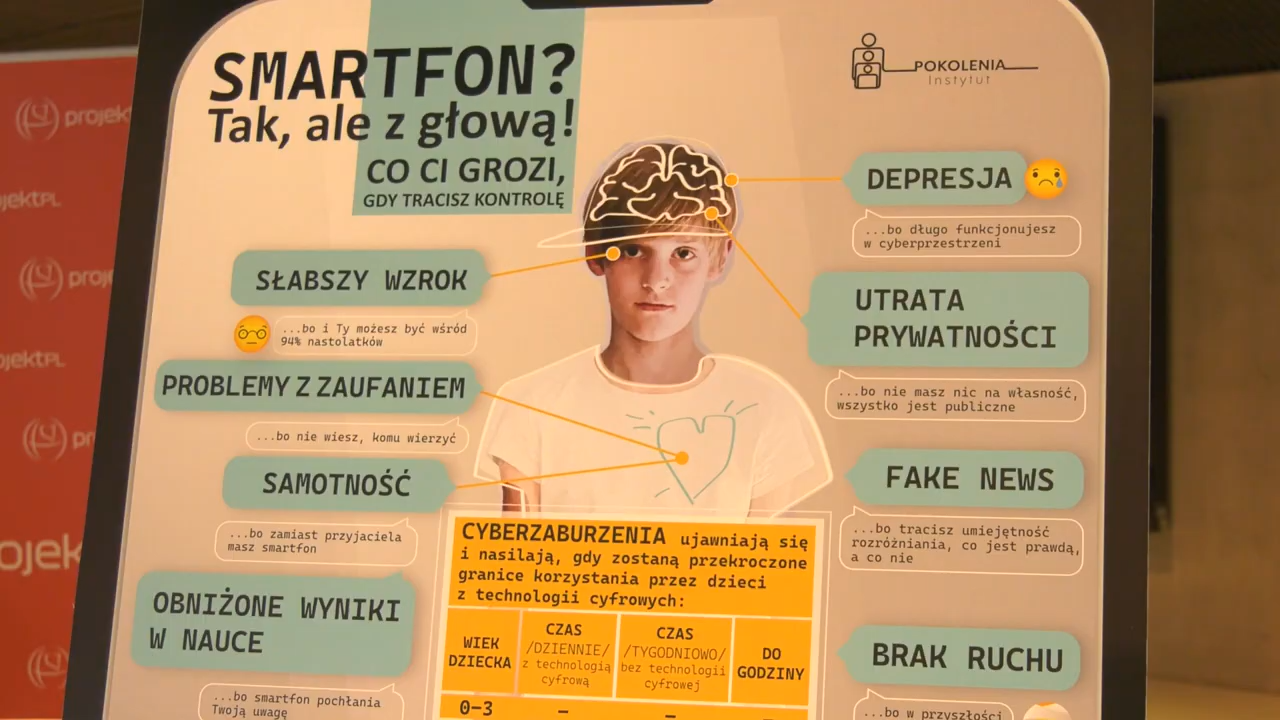 SMARTFON?
Tak, ale z głową!
CO CI GROZI,
GDY TRACISZ KONTROLĘ
POKOLENIA
Instytut
DEPRESJA
...bo długo funkcjonujesz
w cyberprzestrzeni
SŁABSZY WZROK
...bo i Ty możesz być wśród
94% nastolatków
UTRATA
PRYWATNOŚCI
...bo nie masz nic na własność,
wszystko jest publiczne
PROBLEMY Z ZAUFANIEM
...bo nie wiesz, komu wierzyć
SAMOTNOŚĆ
...bo zamiast przyjaciela
masz smartfon
FAKE NEWS
...bo tracisz umiejętność
rozróżniania, co jest prawdą,
a co nie
OBNIŻONE WYNIKI
W NAUCE
...bo smartfon pochłania
Twoją uwagę
BRAK RUCHU
...bo w przyszłości
CYBERZABURZENIA ujawniają się
i nasilają, gdy zostaną przekroczone
granice korzystania przez dzieci
z technologii cyfrowych:
WIEK
DZIECKA
CZAS
/DZIENNIE/
z technologią
cyfrową
CZAS
/TYGODNIOWO/
bez technologii
cyfrowej
DO
GODZINY
0–3
–
–
–
projek
ojektPL
proje
ojektPL
pr
ojek